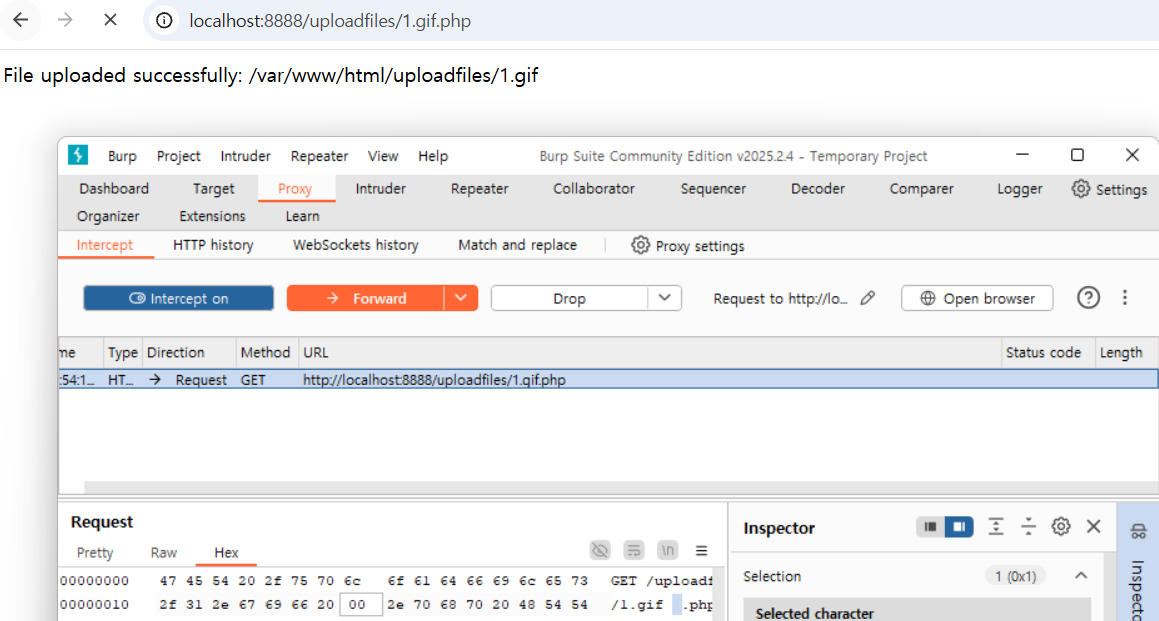 localhost:8888/uploadfiles/1.gif.php
File uploaded successfully: /var/www/html/uploadfiles/1.gif
Burp Project Intruder Repeater View Help Burp Suite Community Edition v2025.2.4 - Temporary Project
Dashboard Target Proxy Intruder Repeater Collaborator Sequencer Decoder Comparer Logger Settings
Organizer Extensions Learn
Intercept HTTP history WebSockets history Match and replace Proxy settings
Intercept on Forward Drop Request to http://lo... Open browser
me Type Direction Method URL Status code Length
:54:1... HT... → Request GET http://localhost:8888/uploadfiles/1.gif.php
Request
Inspector
Pretty Raw Hex \n
Selection 1 (0x1)
00000000 47 45 54 20 2f 75 70 6c 6f 61 64 66 69 6c 65 73 GET /uploadf
00000010 2f 31 2e 67 69 66 20 00 2e 70 68 70 20 48 54 54 /1.gif .php
Selected character
Inspecto